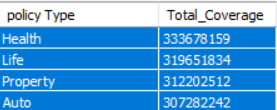 policy Type Total_Coverage
Health 333678159
Life 319651834
Property 312202512
Auto 307282242